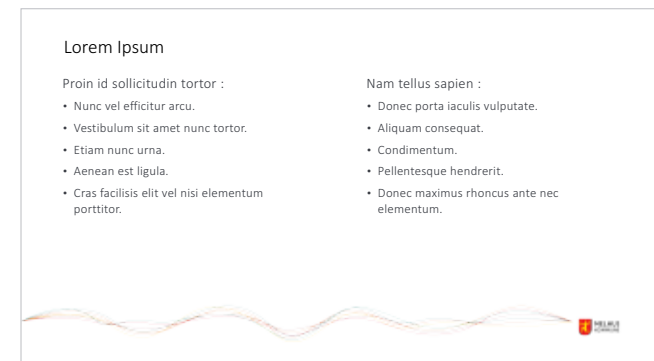 Lorem Ipsum
Proin id sollicitudin tortor :
• Nunc vel efficitur arcu.
• Vestibulum sit amet nunc tortor.
• Etiam nunc urna.
• Aenean est ligula.
• Cras facilisis elit vel nisi elementum
porttitor.
Nam tellus sapien :
• Donec porta iaculis vulputate.
• Aliquam consequat.
• Condimentum.
• Pellentesque hendrerit.
• Donec maximus rhoncus ante nec
elementum.
KOMMUNE